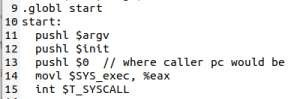 9 .globl start
10 start:
11   pushl $argv
12   pushl $init
13   pushl $0  // where caller pc would be
14   movl $SYS_exec, %eax
15   int $T_SYSCALL